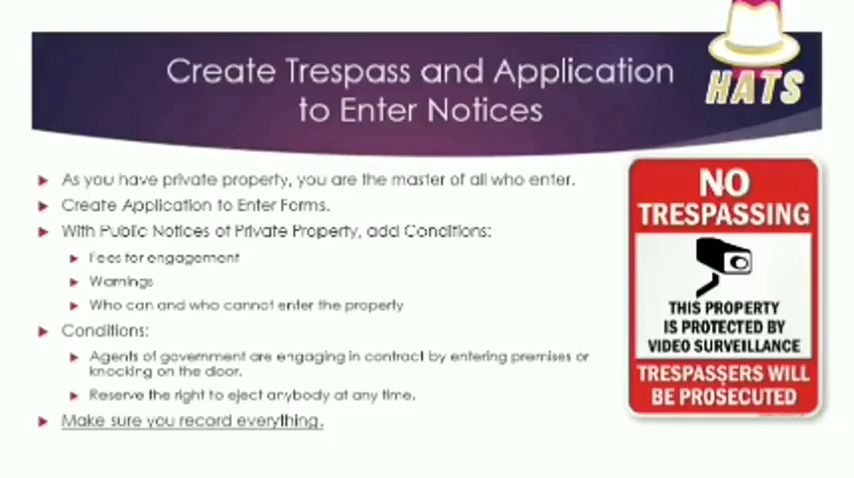 HATS
Create Trespass and Application
to Enter Notices
As you have private property, you are the master of all who enter.
Create Application to Enter Forms.
With Public Notices of Private Property, add Conditions:
Fees for engagement
Warnings
Who can and who cannot enter the property
Conditions:
Agents of government are engaging in contract by entering premises or
knocking on the door.
Reserve the right to eject anybody at any time.
Make sure you record everything.
NO
TRESPASSING
THIS PROPERTY
IS PROTECTED BY
VIDEO SURVEILLANCE
TRESPASSERS WILL
BE PROSECUTED